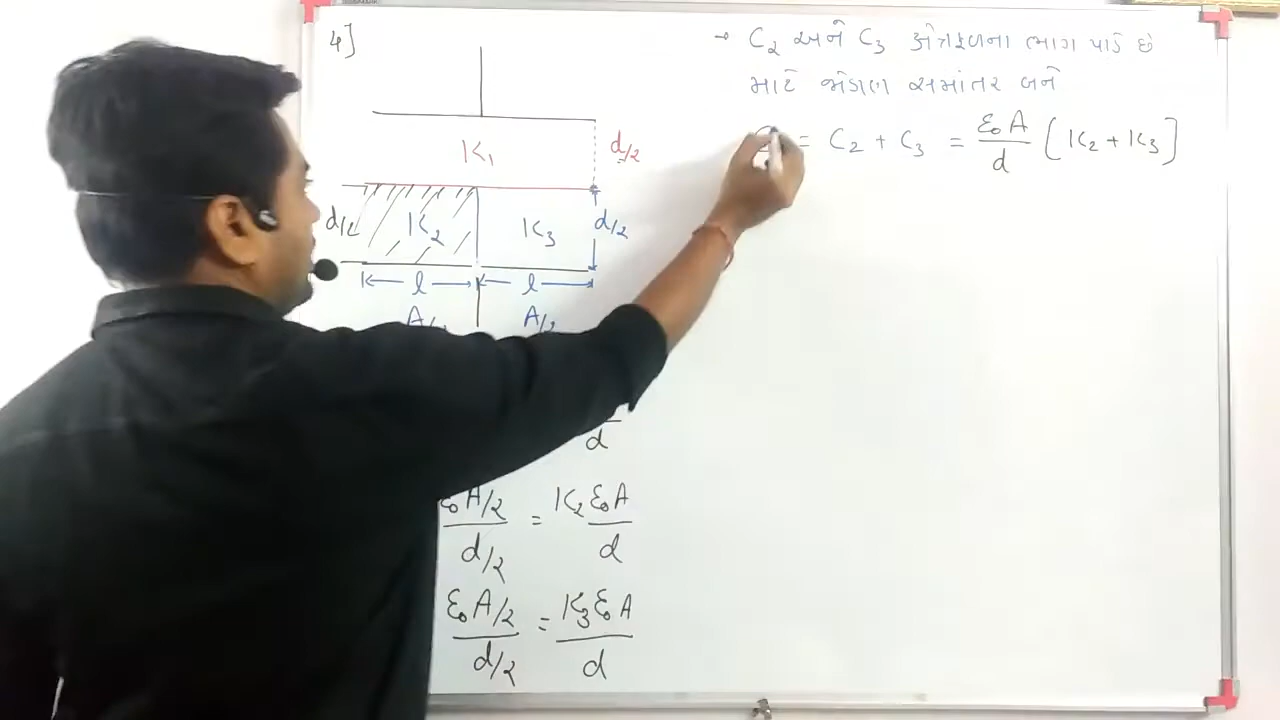 4]
K₁ d/2
d/2 K₂ K₃ d/2
l l
A/2
d
ε₀A/2 / d/2 = K₂ε₀A / d
ε₀A/2 / d/2 = K₃ε₀A / d
→ C₂ અને C₃ ક્ષેત્રફળના ભાગ પાડે છે
માટે જોડાણ સમાંતર બને
= C₂ + C₃ = ε₀A / d [K₂ + K₃]